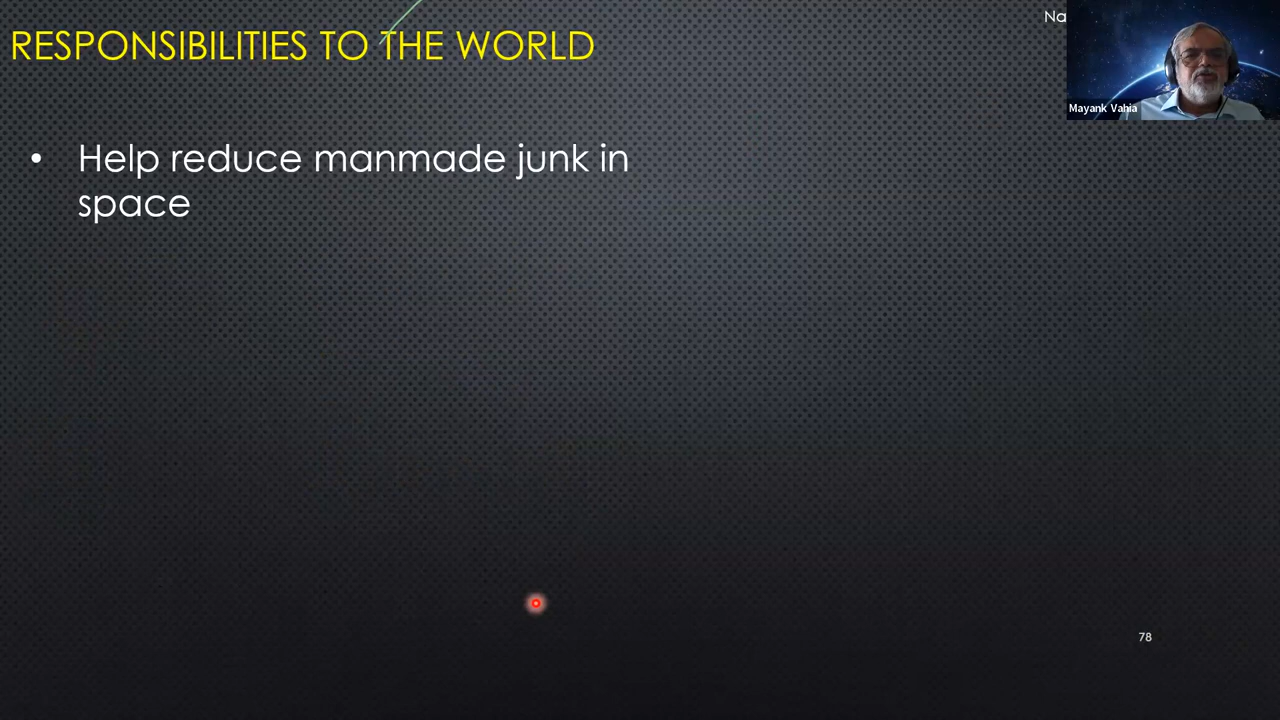 RESPONSIBILITIES TO THE WORLD
Na
Mayank Vahia
• Help reduce manmade junk in
space
78